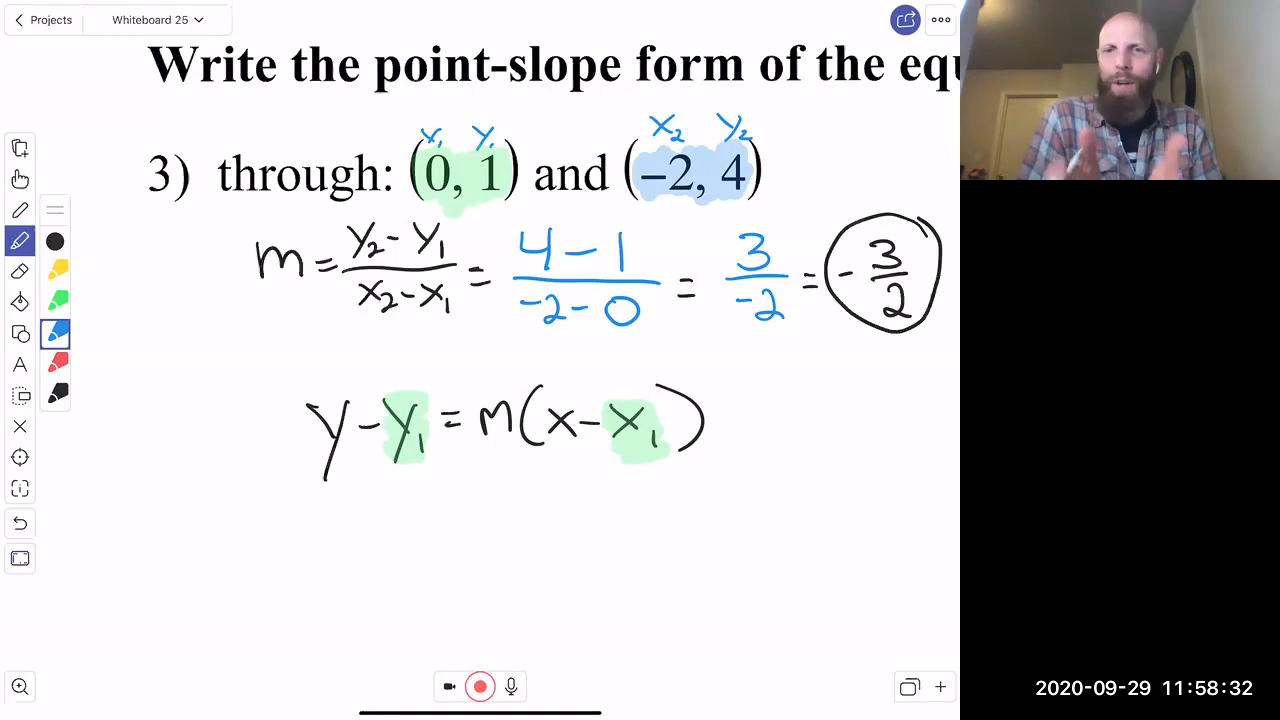 Projects
Whiteboard 25
Write the point-slope form of the equ
x₁ y₁ x₂ y₂
3) through: (0, 1) and (−2, 4)
m = y₂ − y₁ / x₂ − x₁ = 4 − 1 / -2 - 0 = 3 / -2 = - 3 / 2
y − y₁ = m(x − x₁)
A
2020-09-29 11:58:32